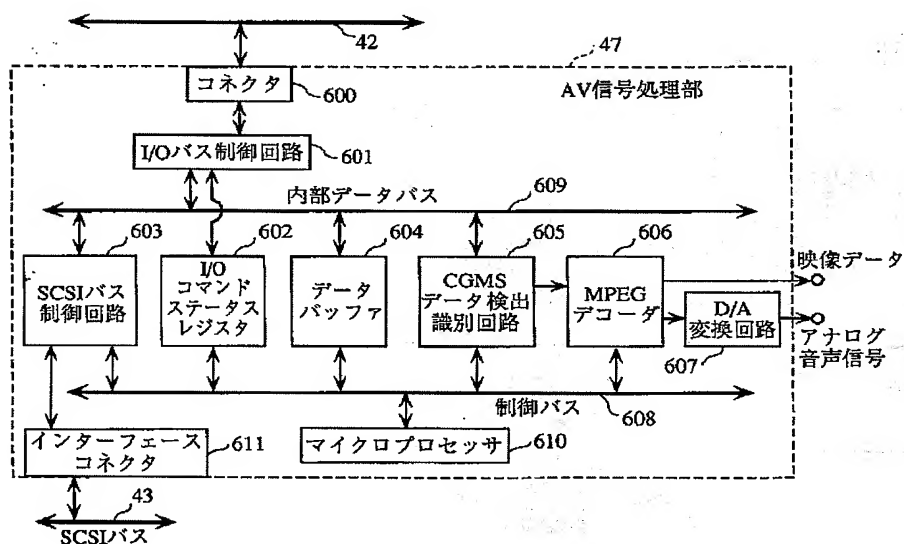 42
47
コネクタ
600
AV信号処理部
I/Oバス制御回路
601
内部データバス
609
603
602
604
605
606
SCSIバス
制御回路
I/O
コマンド
ステータス
レジスタ
データ
バッファ
CGMS
データ検出
識別回路
MPEG
デコーダ
D/A
変換回路
607
映像データ
アナログ
音声信号
制御バス
608
インターフェース
コネクタ
611
マイクロプロセッサ
610
43
SCSIバス